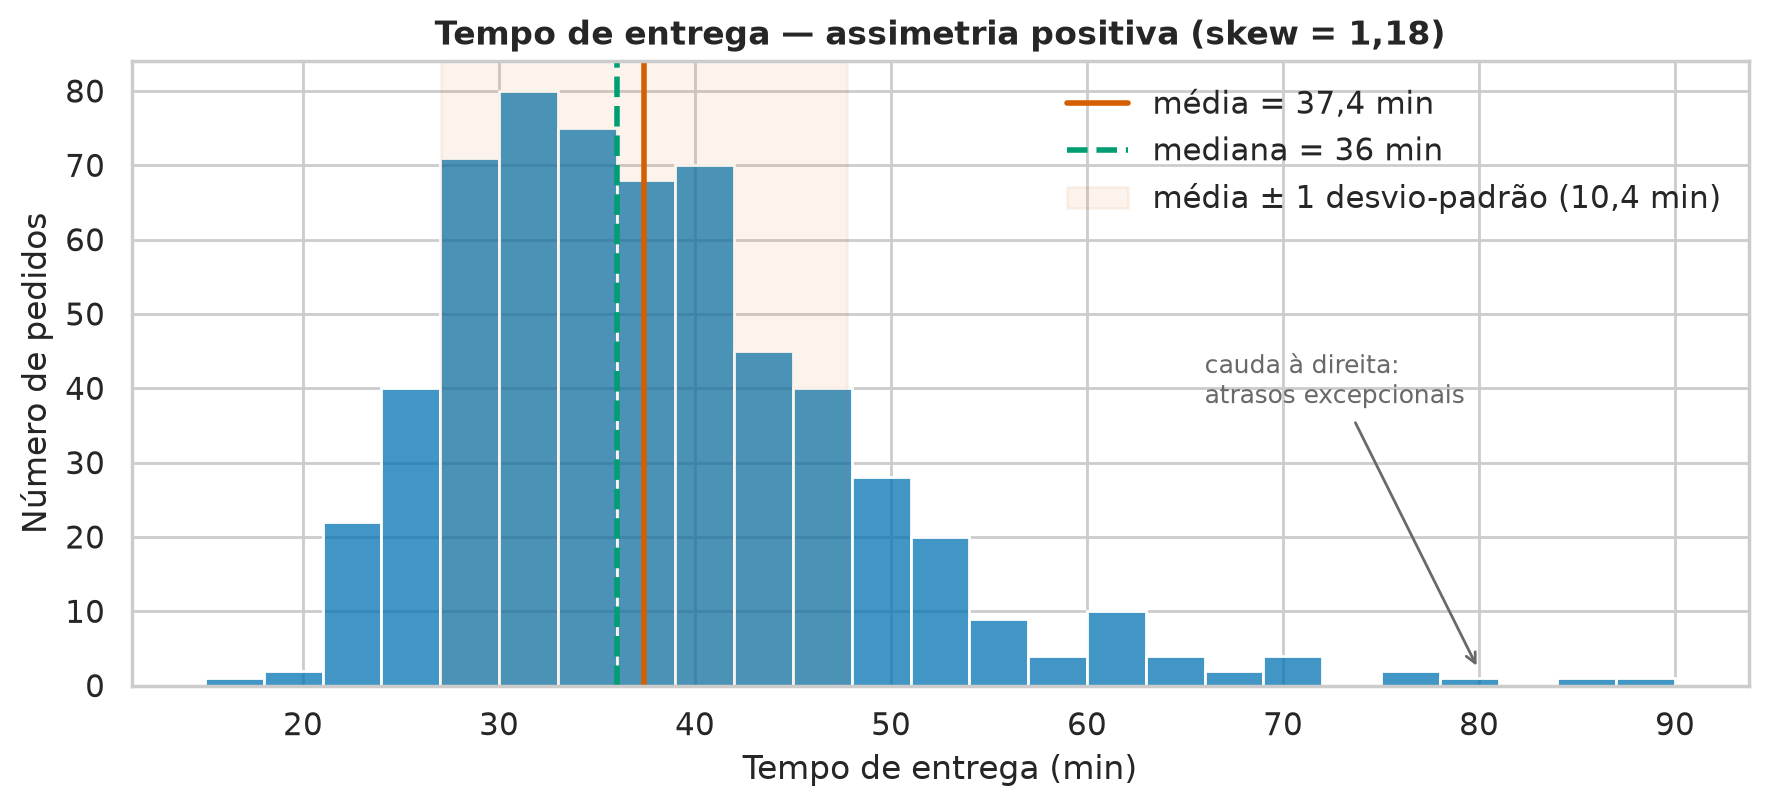 Tempo de entrega — assimetria positiva (skew = 1,18)
média = 37,4 min
mediana = 36 min
média ± 1 desvio-padrão (10,4 min)
cauda à direita:
atrasos excepcionais
Número de pedidos
80
70
60
50
40
30
20
10
0
20 30 40 50 60 70 80 90
Tempo de entrega (min)